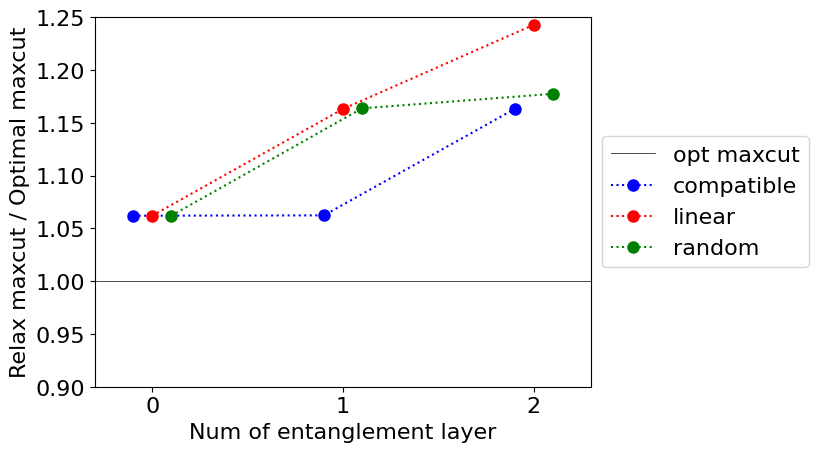 1.25
1.20
1.15
1.10
1.05
1.00
0.95
0.90
Relax maxcut / Optimal maxcut
0 1 2
Num of entanglement layer
opt maxcut
compatible
linear
random